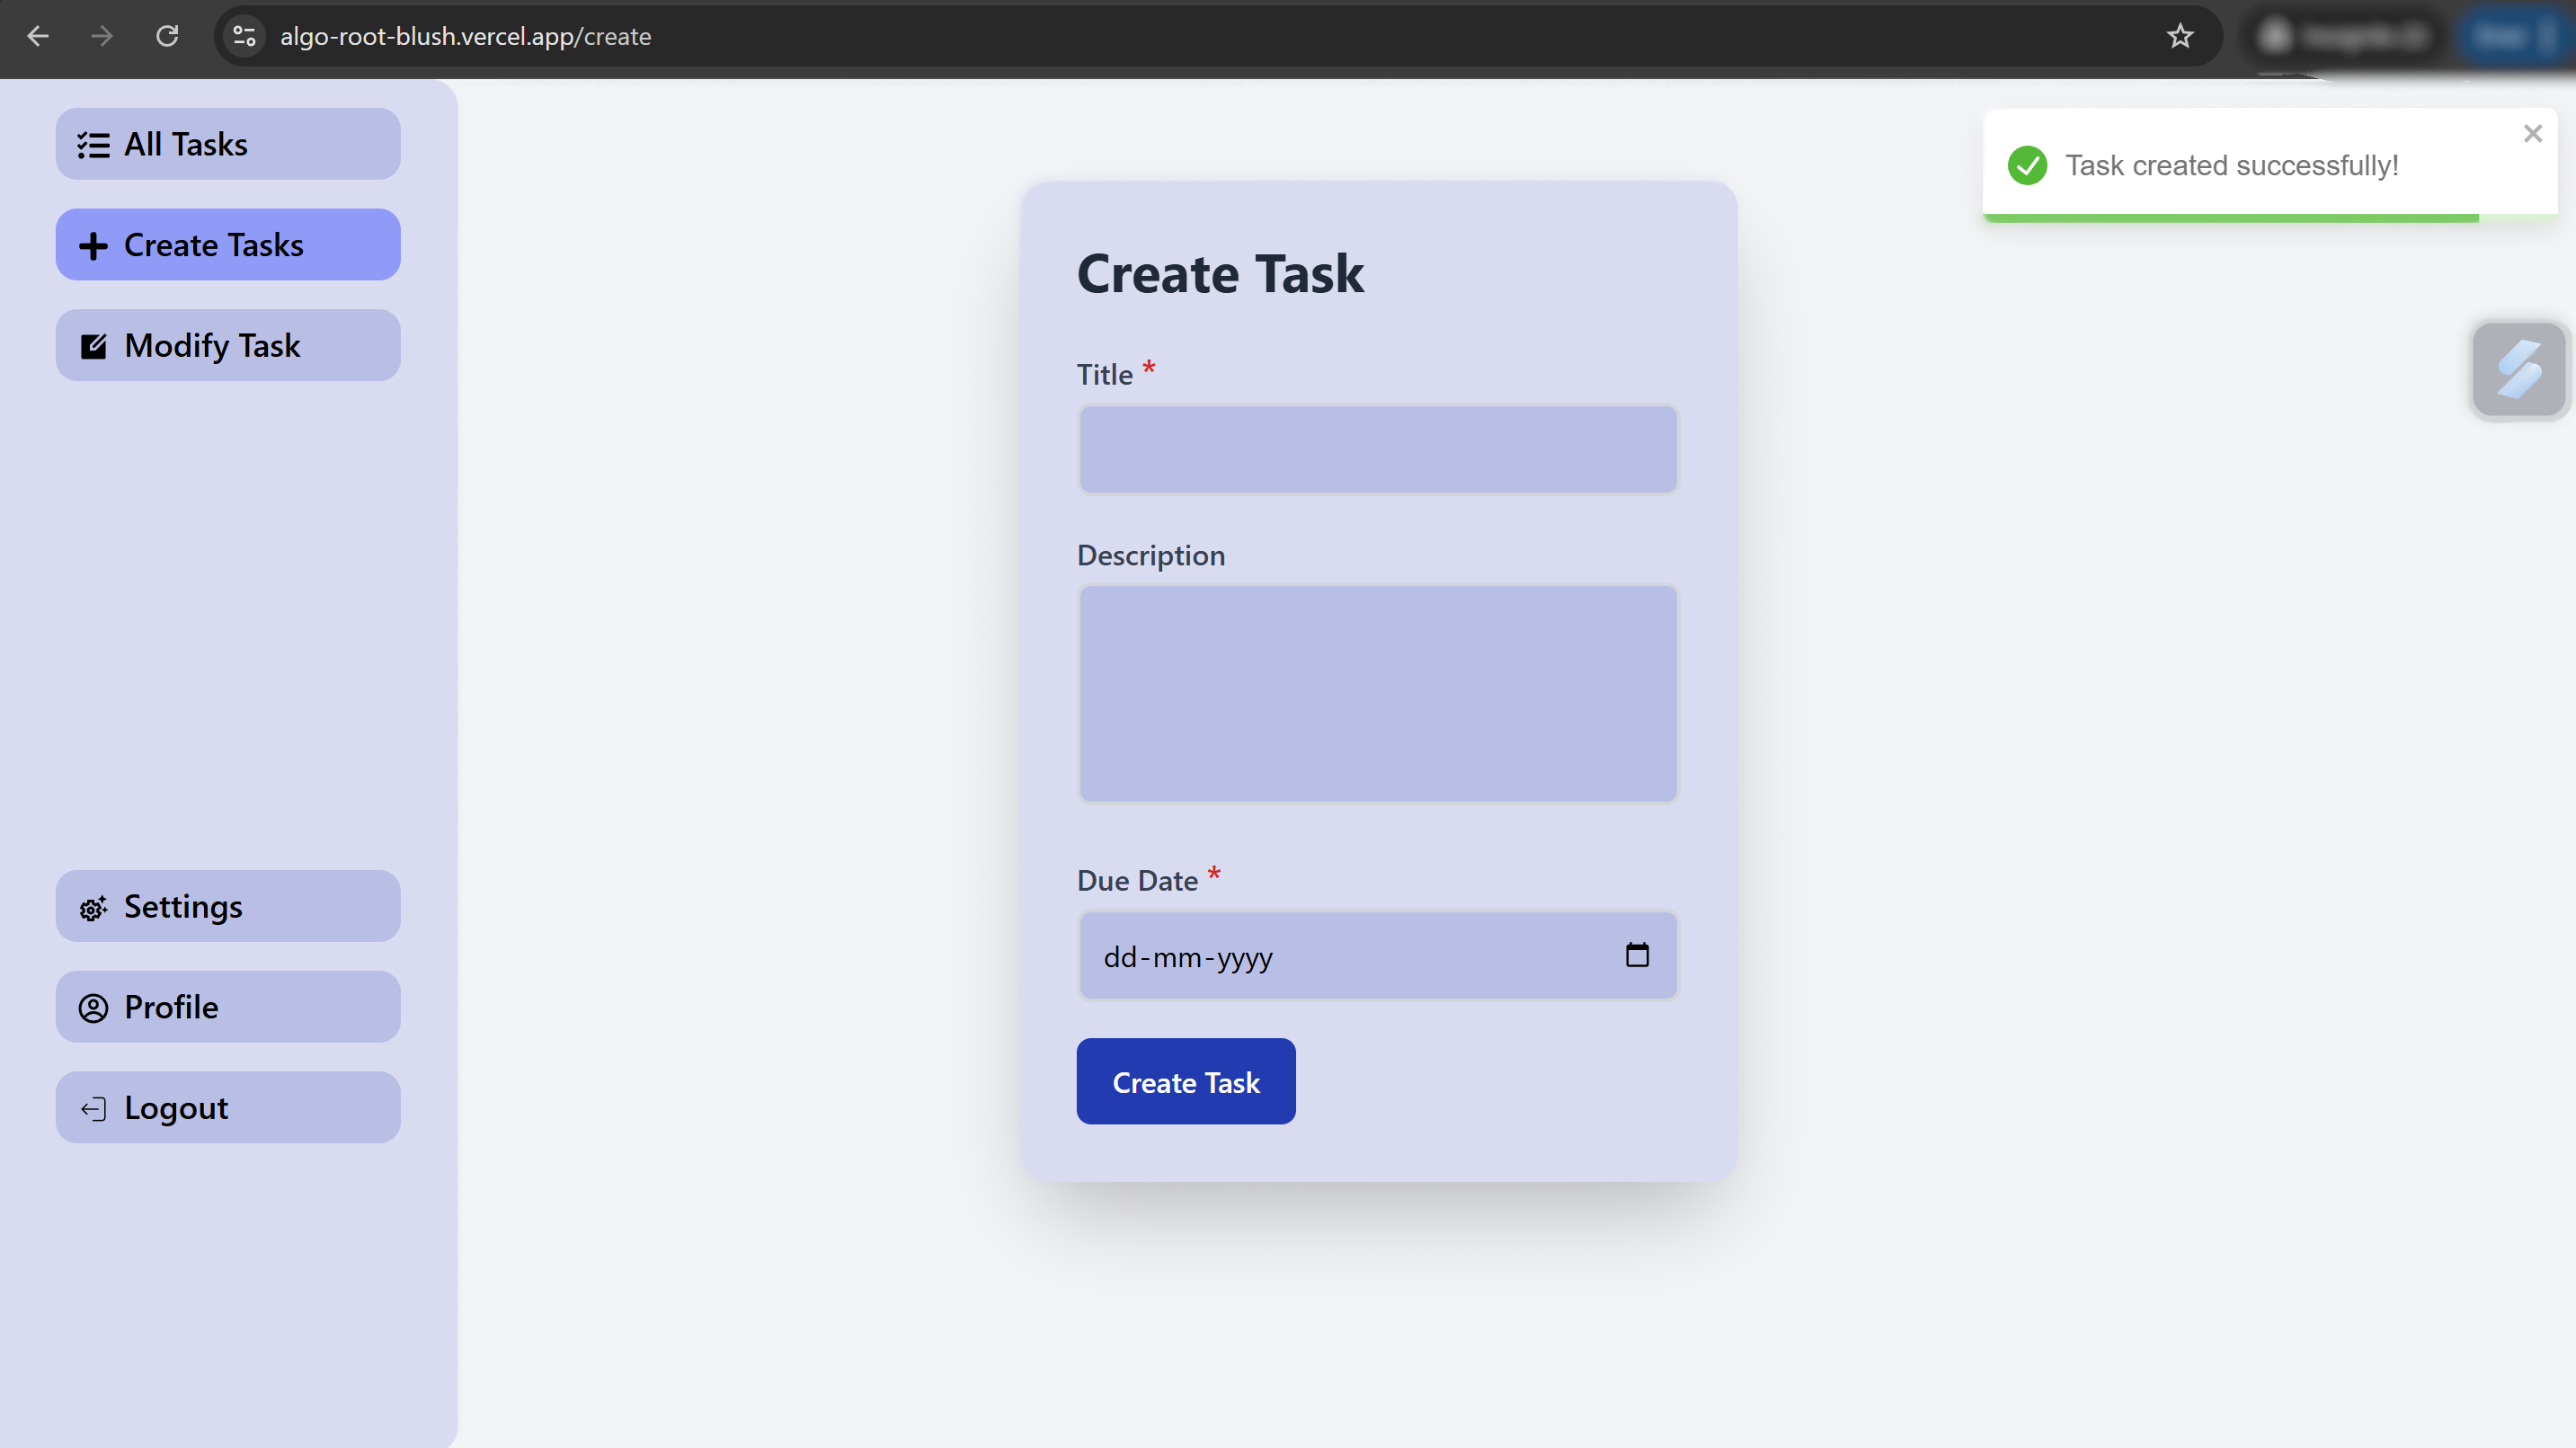 algo-root-blush.vercel.app/create
All Tasks
Create Tasks
Modify Task
Settings
Profile
Logout
Task created successfully!
Create Task
Title *
Description
Due Date *
dd-mm-yyyy
Create Task